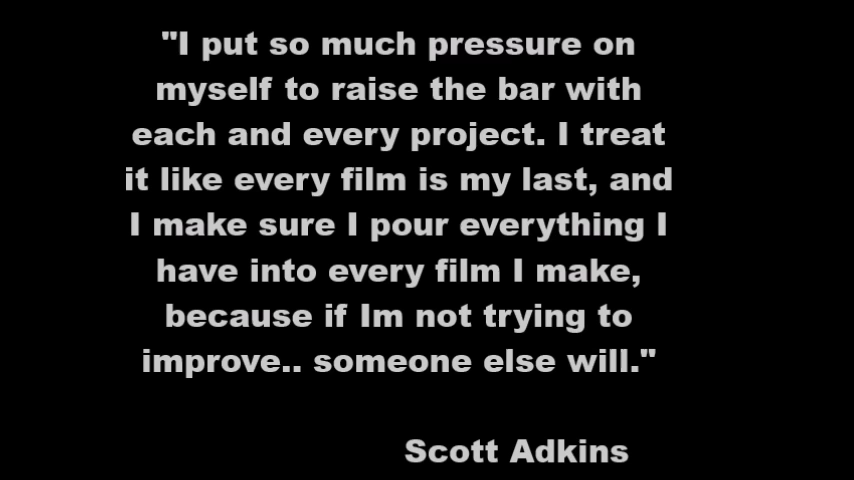 "I put so much pressure on
myself to raise the bar with
each and every project. I treat
it like every film is my last, and
I make sure I pour everything I
have into every film I make,
because if Im not trying to
improve.. someone else will."
Scott Adkins